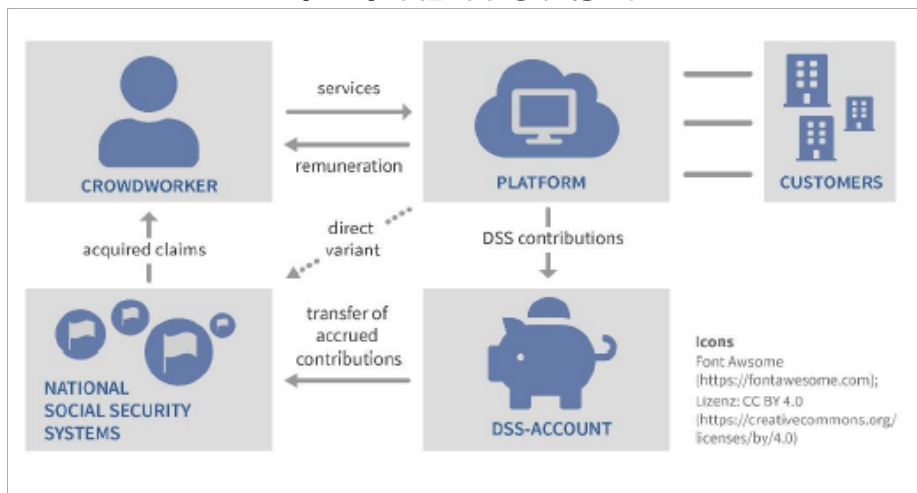 services
remuneration
CROWDWORKER
PLATFORM
CUSTOMERS
acquired claims
direct
variant
DSS contributions
transfer of
accrued
contributions
NATIONAL
SOCIAL SECURITY
SYSTEMS
DSS-ACCOUNT
Icons
Font Awsome
(https://fontawesome.com);
Lizenz: CC BY 4.0
(https://creativecommons.org/
licenses/by/4.0)